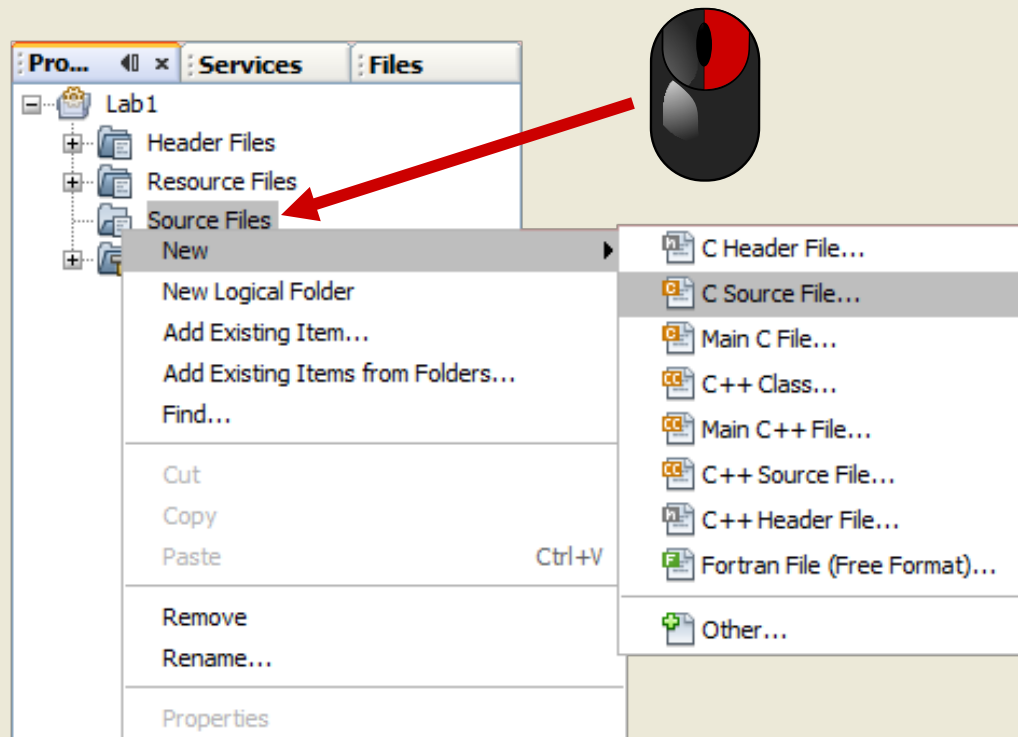 Pro...
Services
Files
Lab1
Header Files
Resource Files
Source Files
New
New Logical Folder
Add Existing Item...
Add Existing Items from Folders...
Find...
Cut
Copy
Paste Ctrl+V
Remove
Rename...
Properties
C Header File...
C Source File...
Main C File...
C++ Class...
Main C++ File...
C++ Source File...
C++ Header File...
Fortran File (Free Format)...
Other...